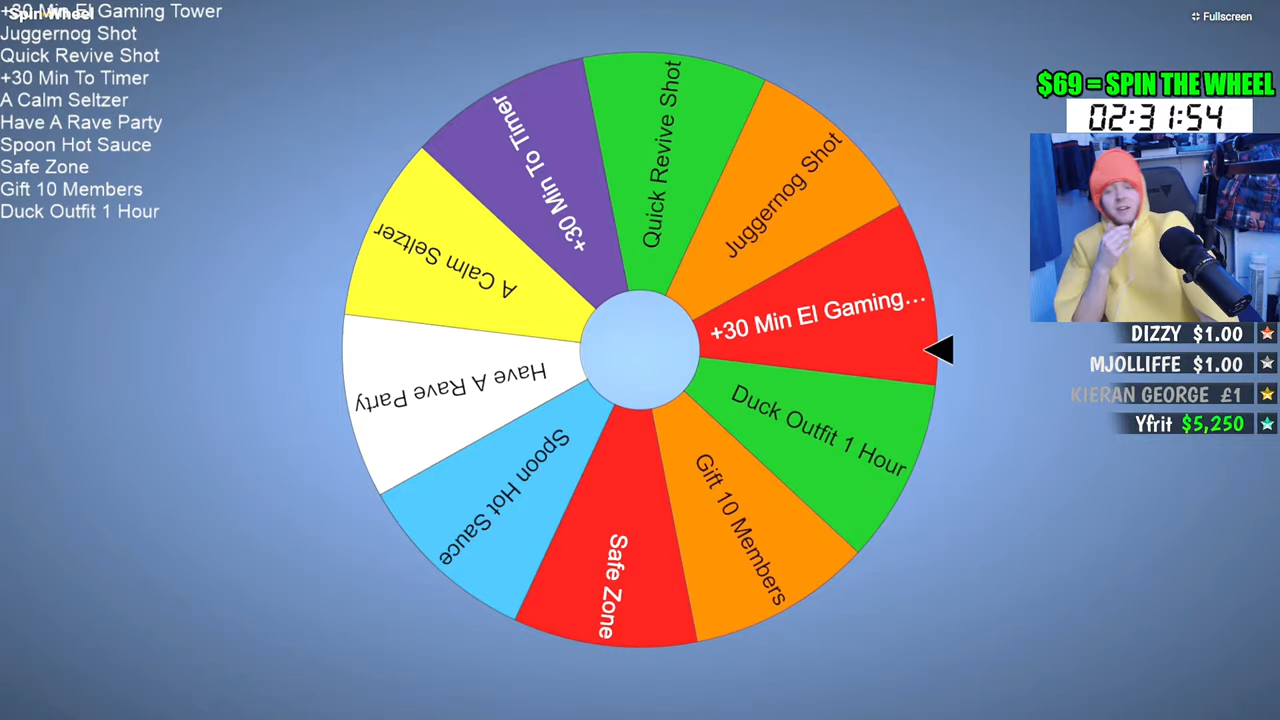 +30 Min El Gaming Tower
Spin Wheel
Juggernog Shot
Quick Revive Shot
+30 Min To Timer
A Calm Seltzer
Have A Rave Party
Spoon Hot Sauce
Safe Zone
Gift 10 Members
Duck Outfit 1 Hour
Fullscreen
Quick Revive Shot
Juggernog Shot
+30 Min El Gaming...
Duck Outfit 1 Hour
Gift 10 Members
Safe Zone
Spoon Hot Sauce
Have A Rave Party
A Calm Seltzer
+30 Min To Timer
$69 = SPIN THE WHEEL
02:31:54
DIZZY $1.00
MJOLLIFFE $1.00
KIERAN GEORGE £1
Yfrit $5,250